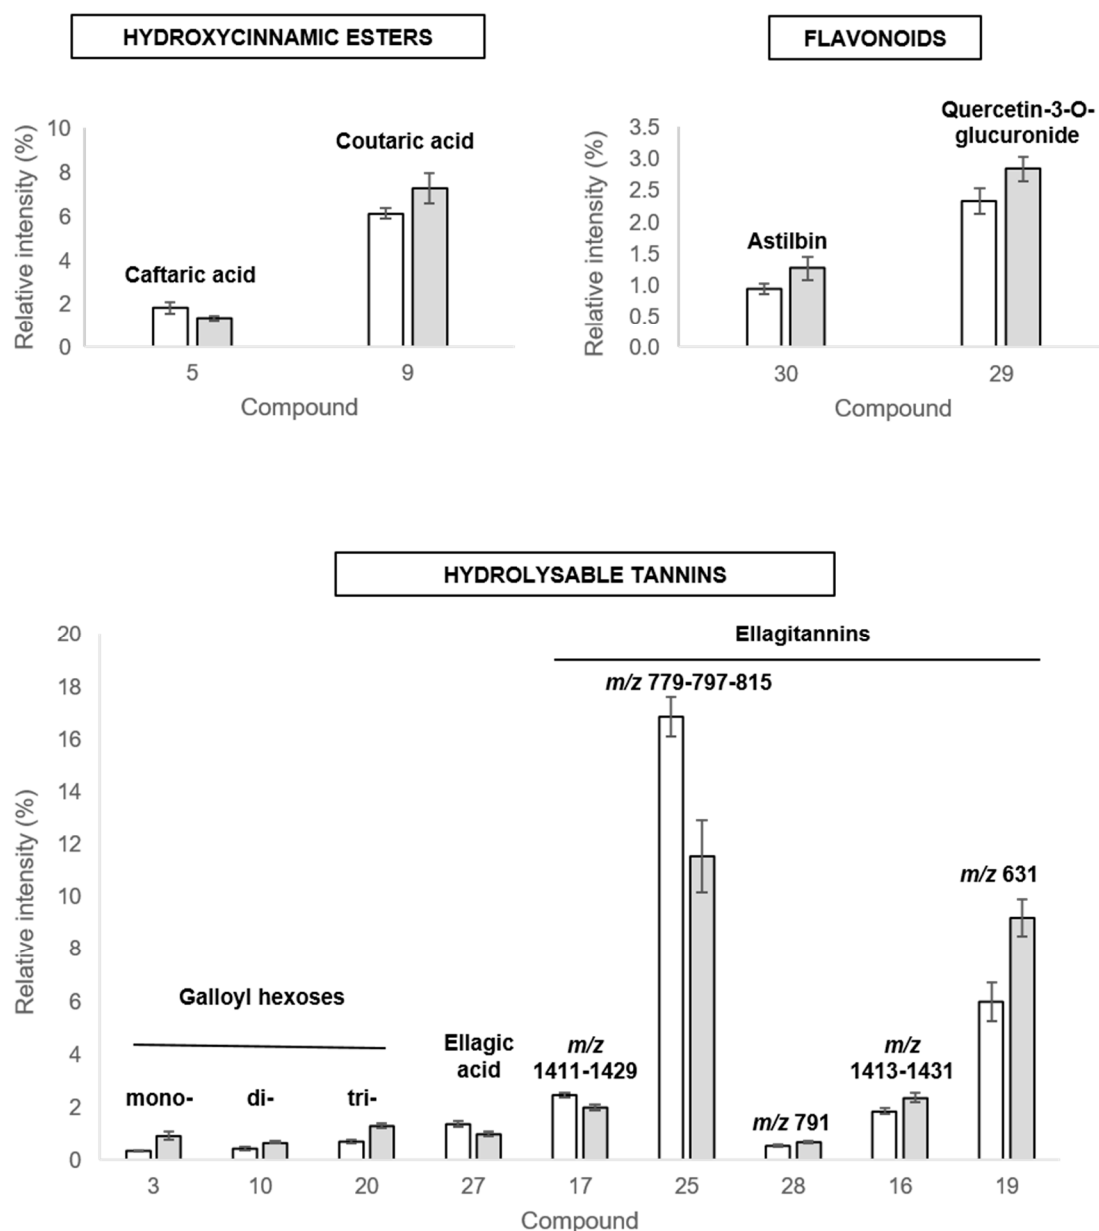 HYDROXYCINNAMIC ESTERS
Relative intensity (%)
10
8
6
4
2
0
Caftaric acid
Coutaric acid
5
9
Compound
FLAVONOIDS
Relative intensity (%)
3.5
3.0
2.5
2.0
1.5
1.0
0.5
0.0
Astilbin
Quercetin-3-O-
glucuronide
30
29
Compound
HYDROLYSABLE TANNINS
Relative intensity (%)
20
18
16
14
12
10
8
6
4
2
0
Galloyl hexoses
mono-
di-
tri-
Ellagic
acid
Ellagitannins
m/z
1411-1429
m/z 779-797-815
m/z 791
m/z
1413-1431
m/z 631
3
10
20
27
17
25
28
16
19
Compound